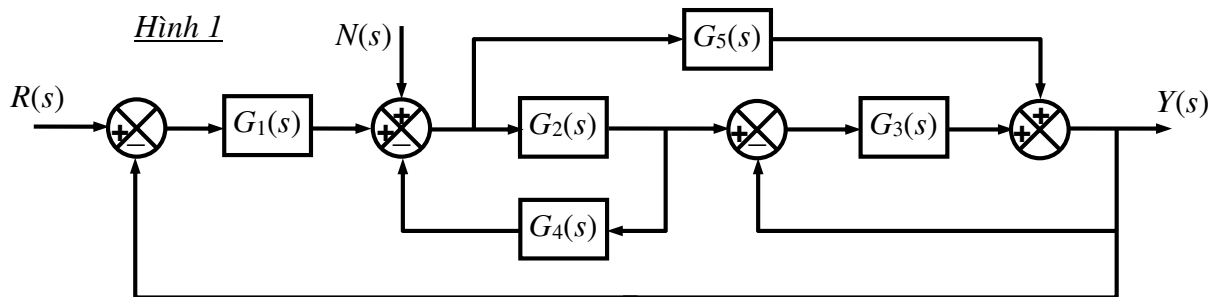 Hình 1
N(s)
G5(s)
R(s)
G1(s)
G2(s)
G3(s)
Y(s)
G4(s)
+
−
+
+
−
+
−
+
+